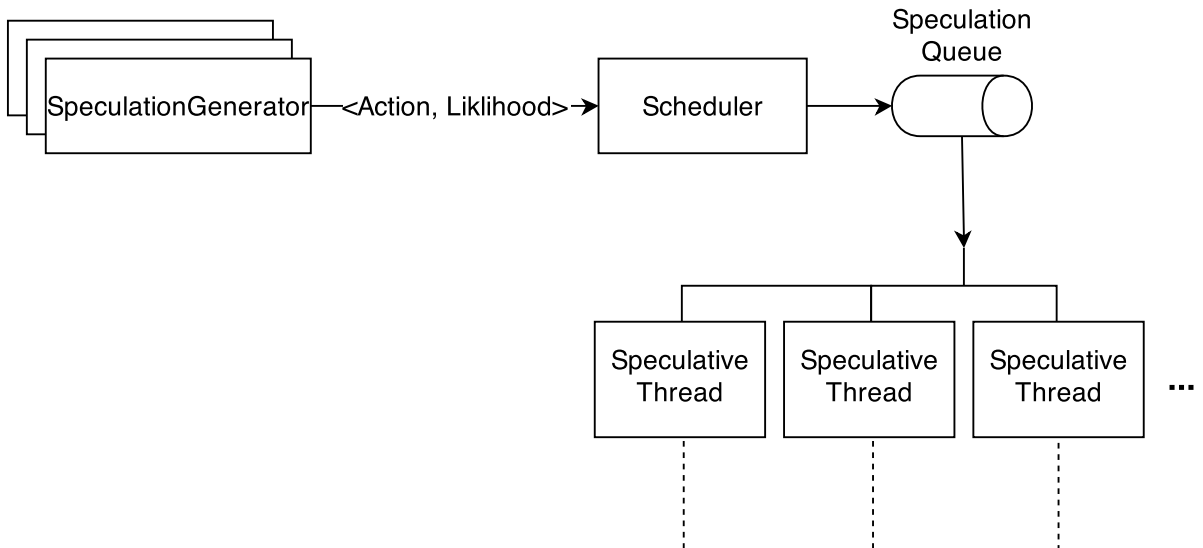 Speculation
Queue
SpeculationGenerator
<Action, Liklihood>
Scheduler
Speculative
Thread
Speculative
Thread
Speculative
Thread
...